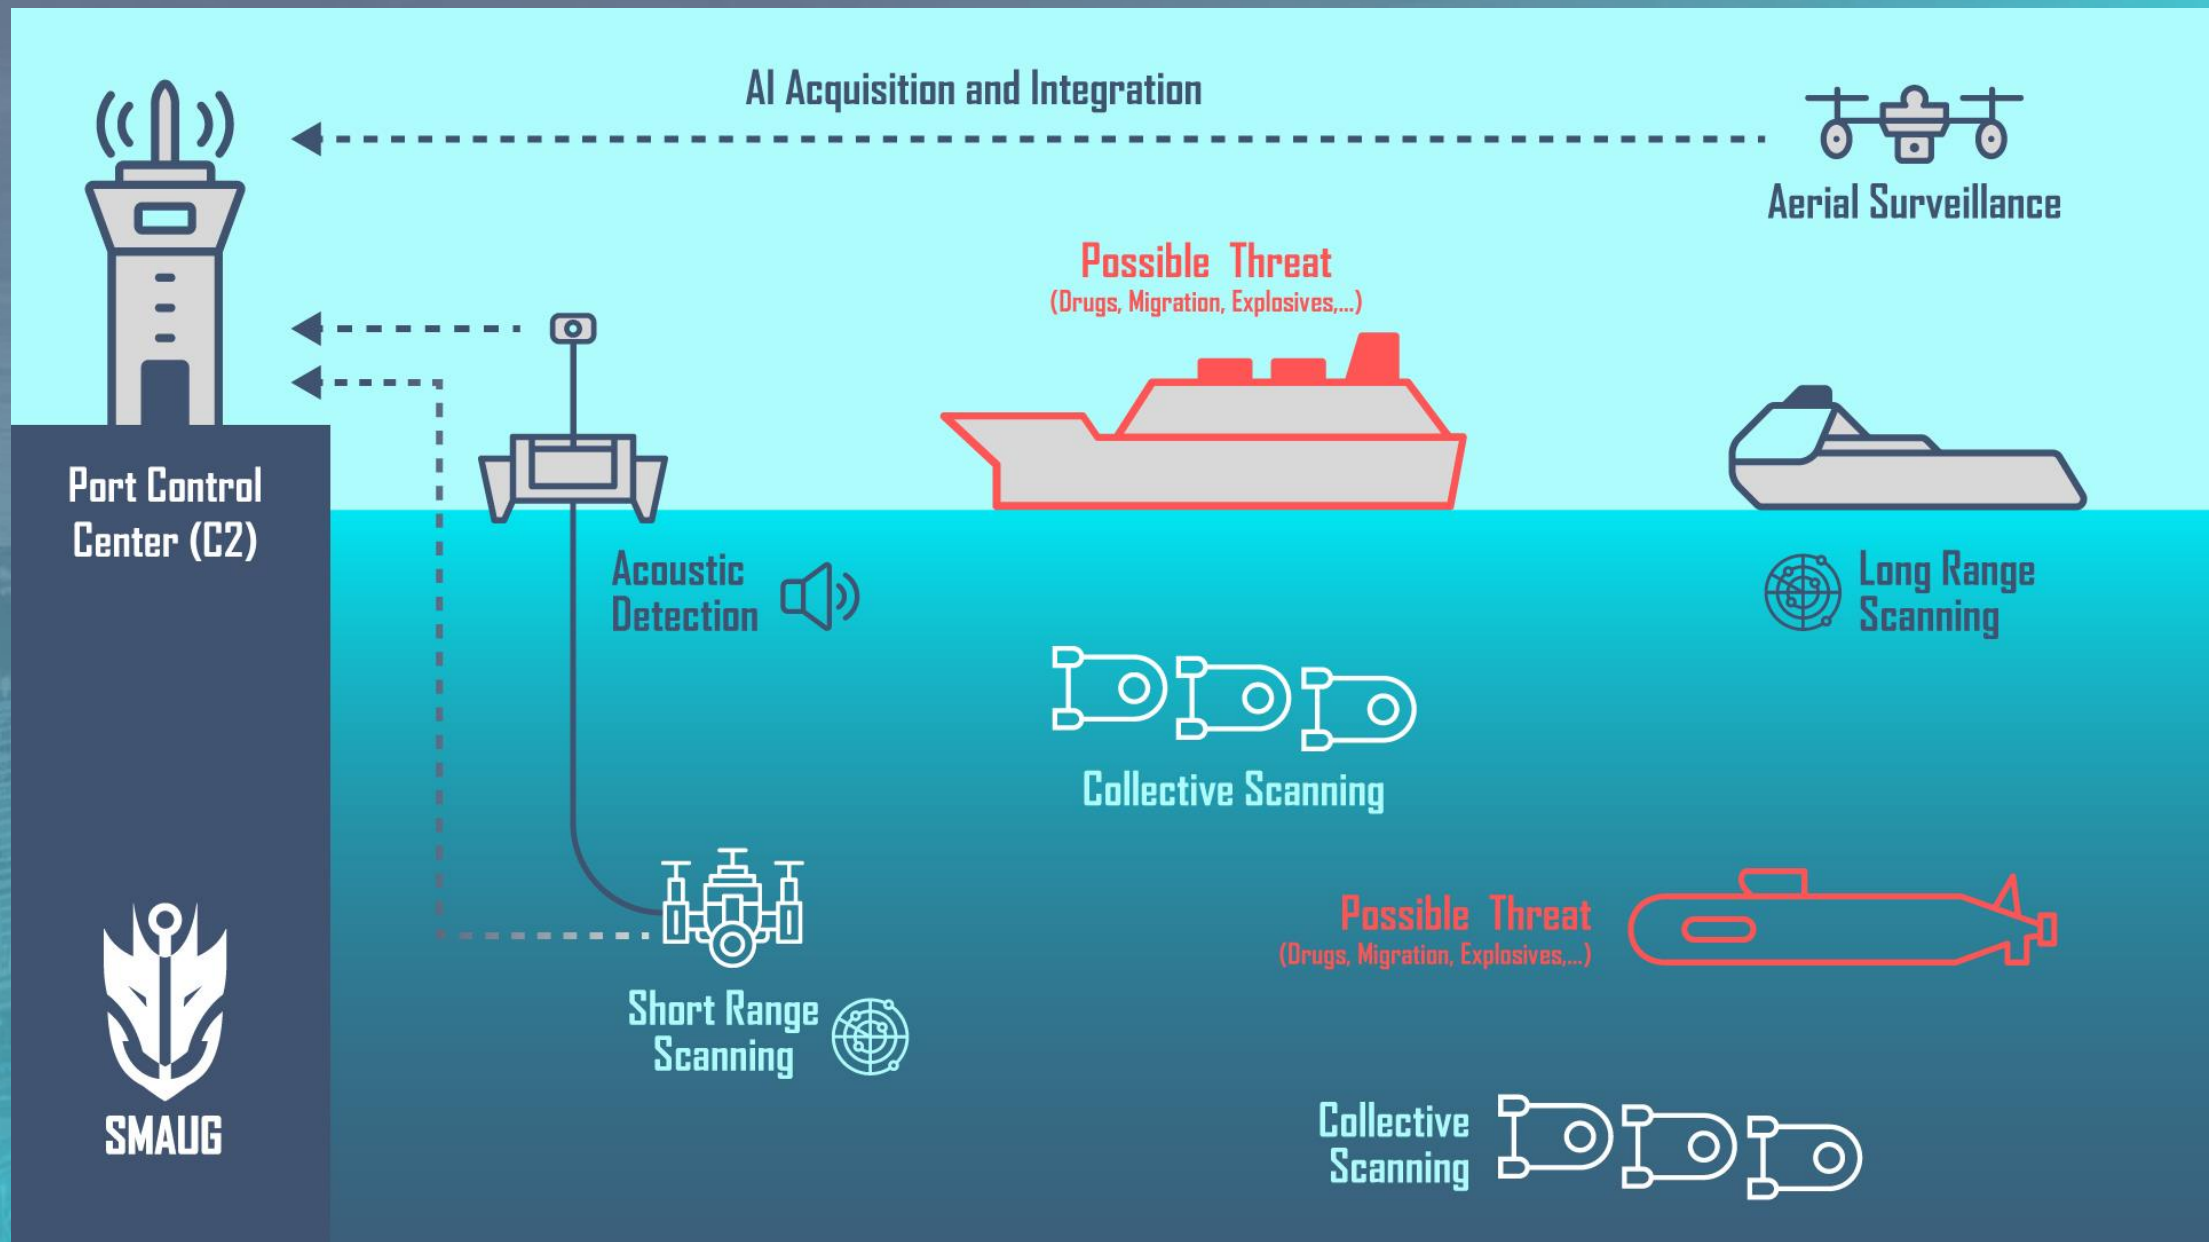 AI Acquisition and Integration
Aerial Surveillance
Possible Threat
(Drugs, Migration, Explosives,...)
Port Control
Center (C2)
Acoustic
Detection
Long Range
Scanning
Collective Scanning
Possible Threat
(Drugs, Migration, Explosives,...)
Short Range
Scanning
Collective
Scanning
SMAUG